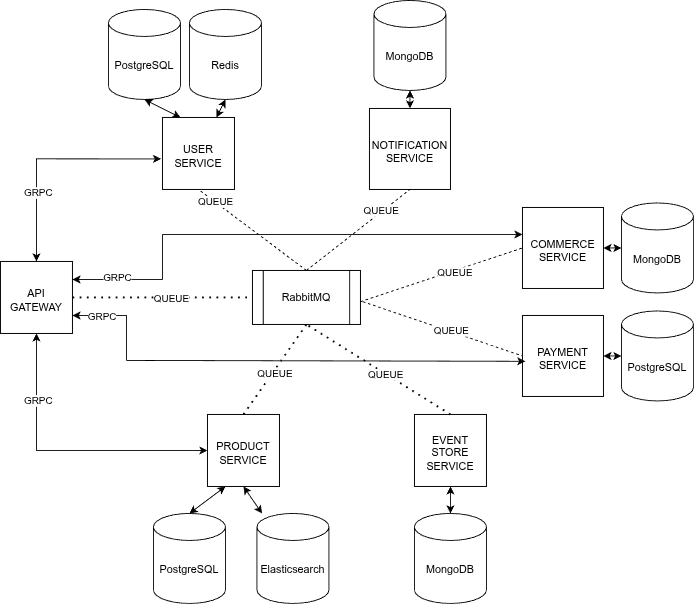 PostgreSQL
Redis
MongoDB
USER
SERVICE
NOTIFICATION
SERVICE
GRPC
QUEUE
QUEUE
COMMERCE
SERVICE
MongoDB
GRPC
QUEUE
API
GATEWAY
QUEUE
RabbitMQ
GRPC
QUEUE
PAYMENT
SERVICE
PostgreSQL
QUEUE
QUEUE
GRPC
PRODUCT
SERVICE
EVENT
STORE
SERVICE
PostgreSQL
Elasticsearch
MongoDB